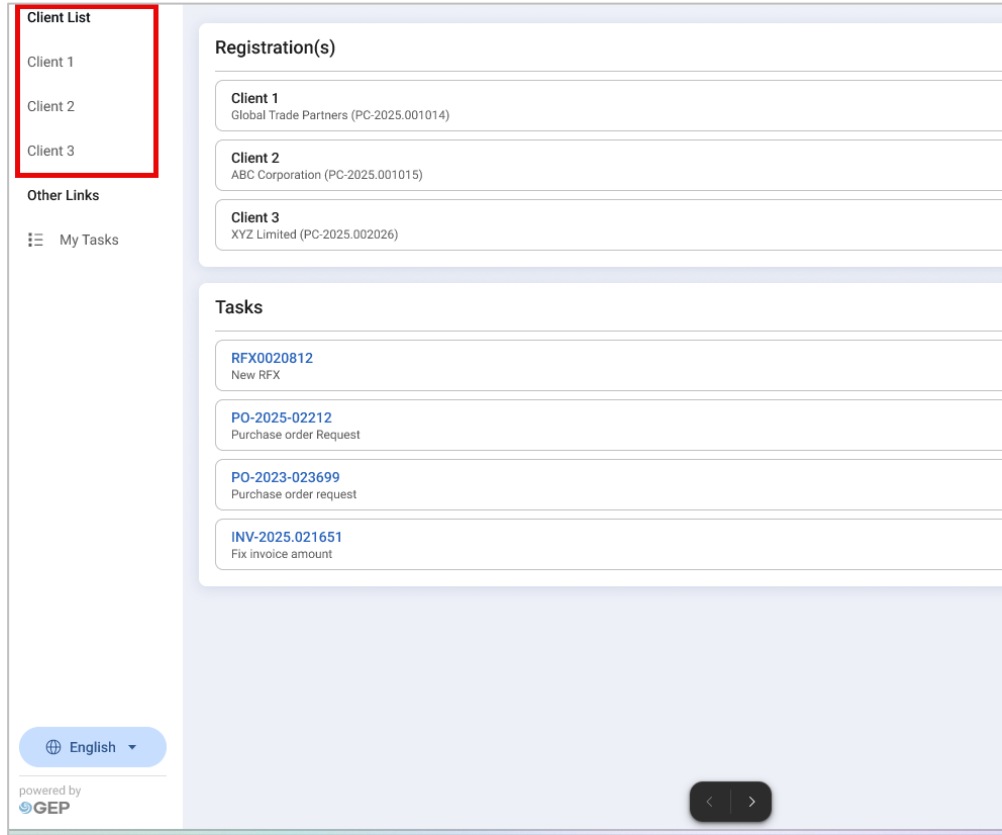 Client List
Client 1
Client 2
Client 3
Other Links
My Tasks
Registration(s)
Client 1
Global Trade Partners (PC-2025.001014)
Client 2
ABC Corporation (PC-2025.001015)
Client 3
XYZ Limited (PC-2025.002026)
Tasks
RFX0020812
New RFX
PO-2025-02212
Purchase order Request
PO-2023-023699
Purchase order request
INV-2025.021651
Fix invoice amount
English
powered by
GEP